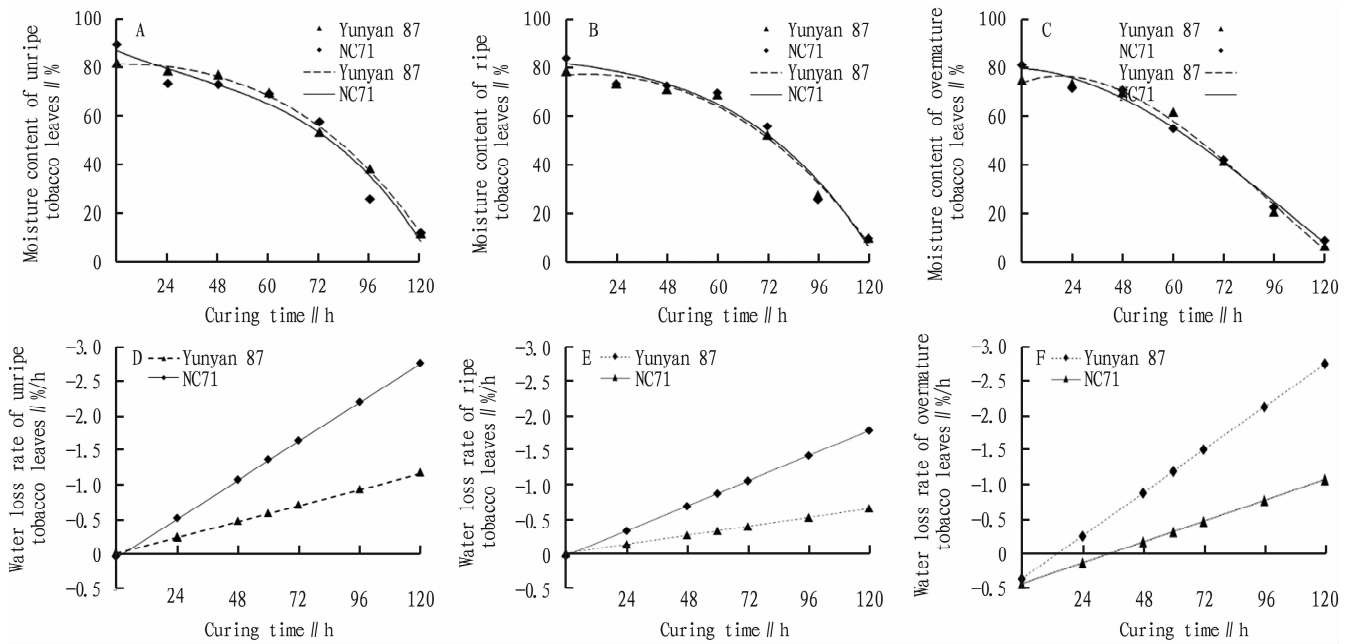 Moisture content of unripe
tobacco leaves∥%
100
80
60
40
20
0
A
▲ Yunyan 87
◆ NC71
Yunyan 87
NC71
24 48 60 72 96 120
Curing time∥h
Moisture content of ripe
tobacco leaves∥%
100
80
60
40
20
0
B
Yunyan 87 ▲
NC71 ◆
Yunyan 87
NC71
24 48 60 72 96 120
Curing time∥h
Moisture content of overmature
tobacco leaves∥%
100
80
60
40
20
0
C
Yunyan 87 ▲
NC71 ◆
Yunyan 87
NC71
24 48 60 72 96 120
Curing time∥h
Water loss rate of unripe
tobacco leaves∥%/h
-3.0
-2.5
-2.0
-1.5
-1.0
-0.5
0
-0.5
D
Yunyan 87
NC71
24 48 72 96 120
Curing time∥h
Water loss rate of ripe
tobacco leaves∥%/h
-3.0
-2.5
-2.0
-1.5
-1.0
-0.5
0
-0.5
E
Yunyan 87
NC71
24 48 72 96 120
Curing time∥h
Water loss rate of overmature
tobacco leaves∥%/h
-3.0
-2.5
-2.0
-1.5
-1.0
-0.5
0
0.5
F
Yunyan 87
NC71
24 48 72 96 120
Curing time∥h